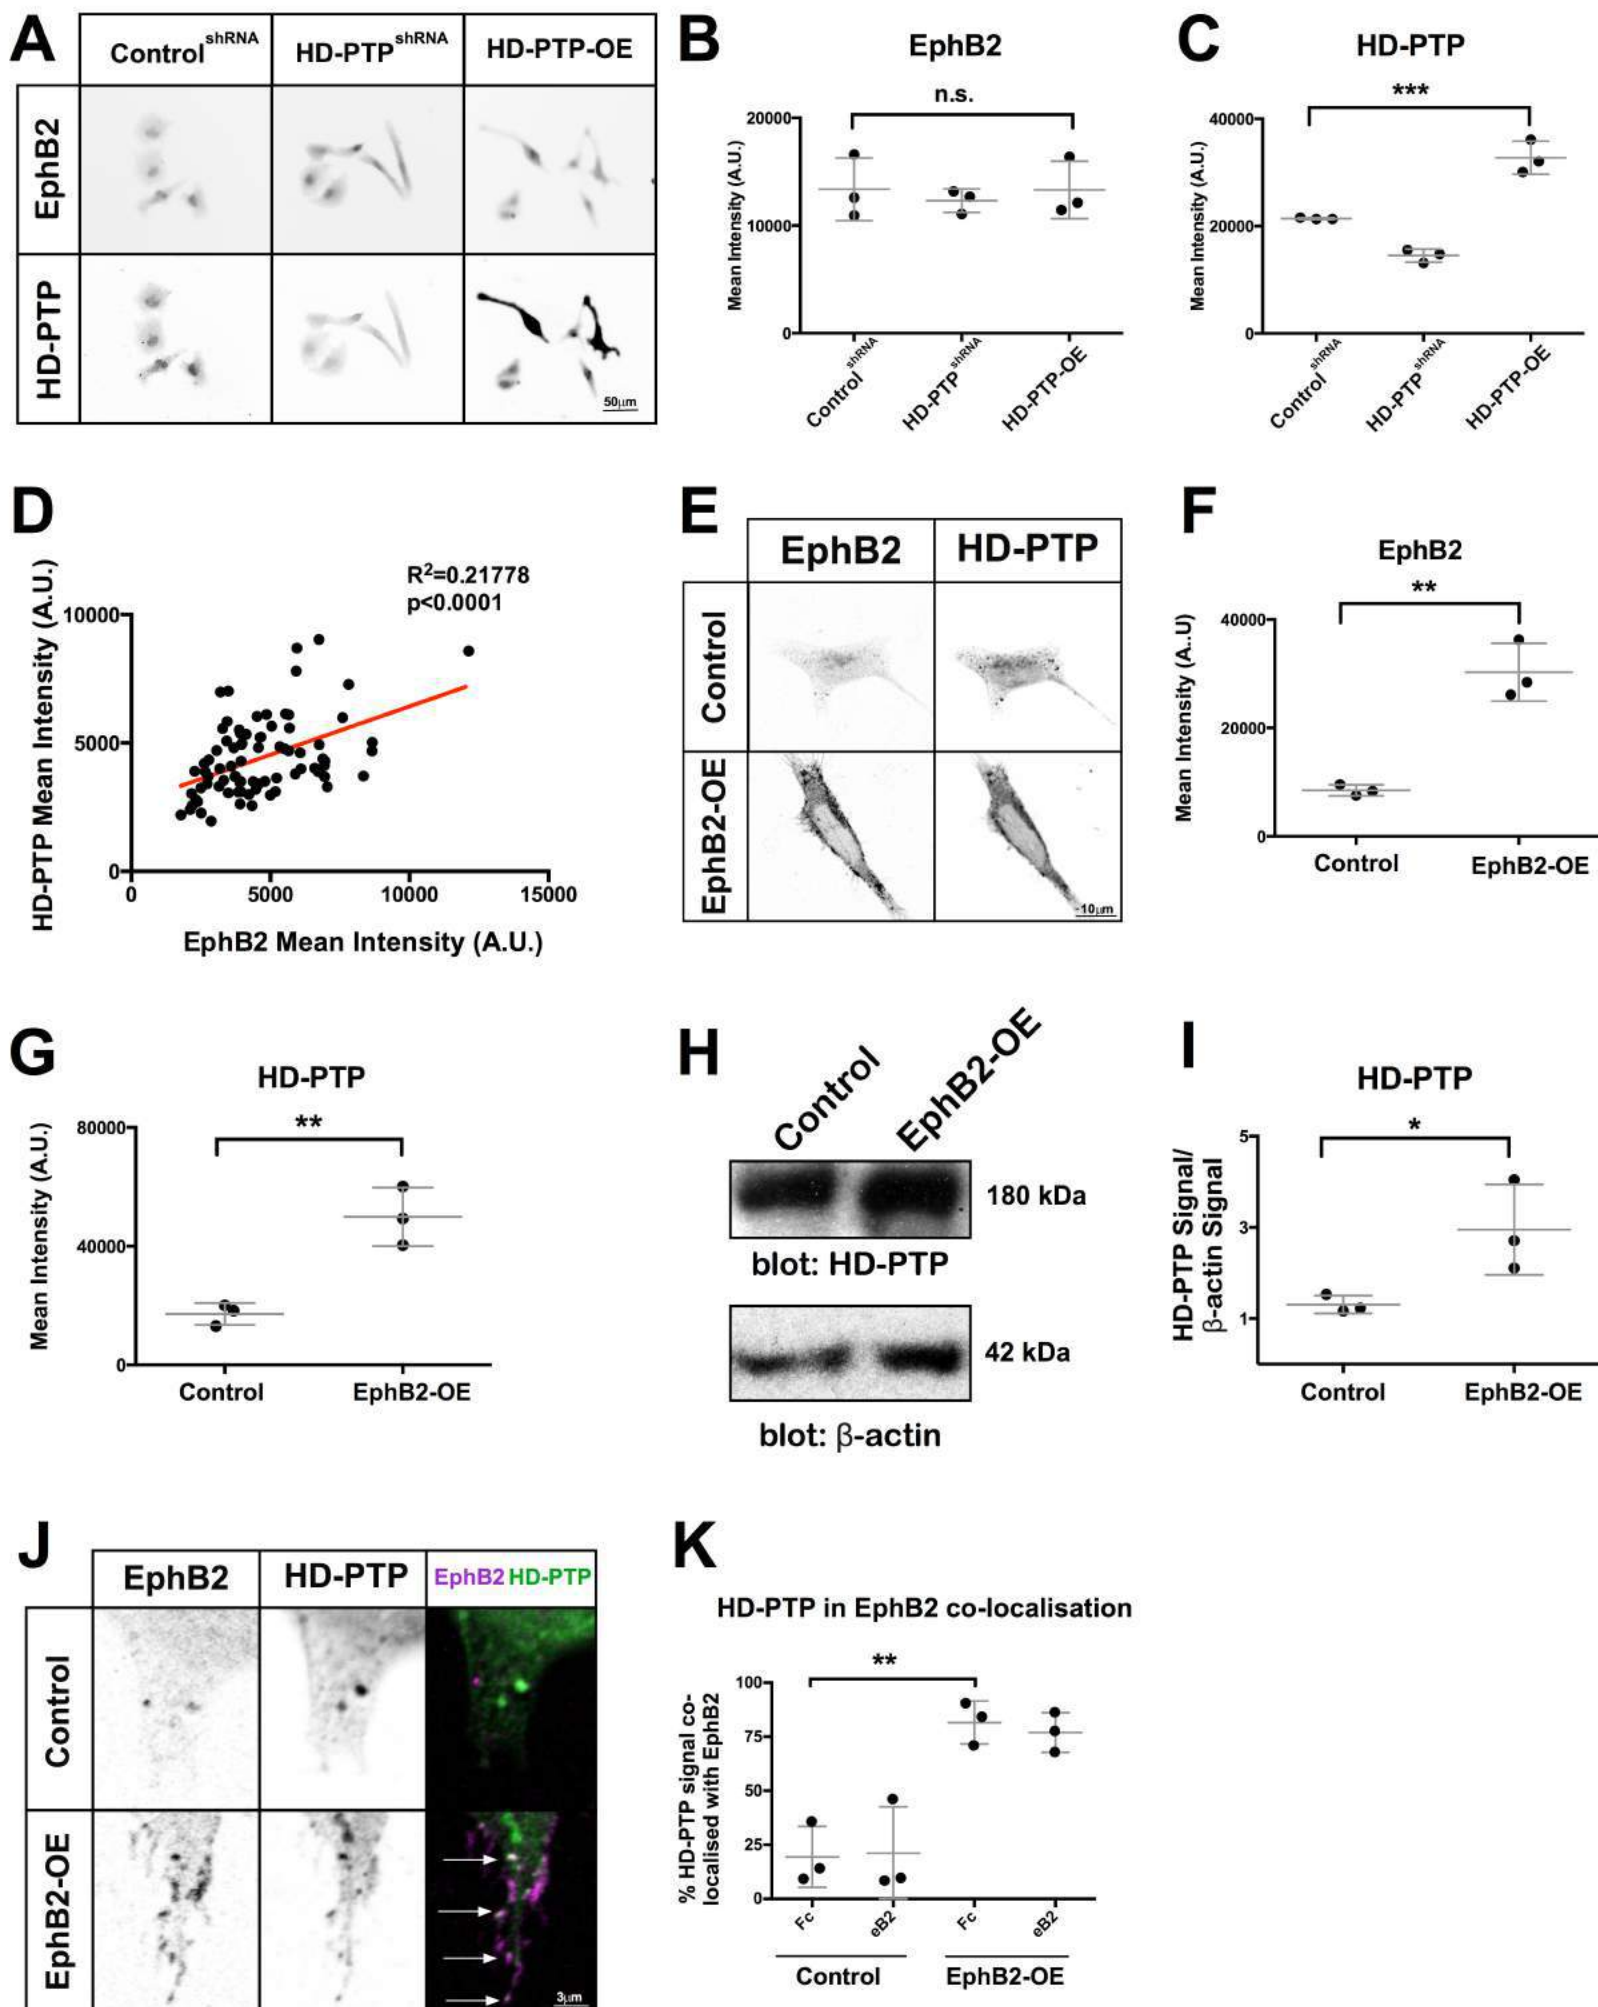 A
Control shRNA
HD-PTP shRNA
HD-PTP-OE
EphB2
HD-PTP
50μm
B
EphB2
n.s.
Mean Intensity (A.U.)
20000
10000
0
Control shRNA
HD-PTP shRNA
HD-PTP-OE
C
HD-PTP
***
Mean Intensity (A.U.)
40000
20000
0
Control shRNA
HD-PTP shRNA
HD-PTP-OE
D
R²=0.21778
p<0.0001
HD-PTP Mean Intensity (A.U.)
10000
5000
0
0 5000 10000 15000
EphB2 Mean Intensity (A.U.)
E
EphB2
HD-PTP
Control
EphB2-OE
10μm
F
EphB2
**
Mean Intensity (A..U)
40000
20000
0
Control
EphB2-OE
G
HD-PTP
**
Mean Intensity (A.U.)
80000
40000
0
Control
EphB2-OE
H
Control
EphB2-OE
180 kDa
blot: HD-PTP
42 kDa
blot: β-actin
I
HD-PTP
*
HD-PTP Signal/
β-actin Signal
5
3
1
Control
EphB2-OE
J
EphB2
HD-PTP
EphB2 HD-PTP
Control
EphB2-OE
3μm
K
HD-PTP in EphB2 co-localisation
**
% HD-PTP signal co-
localised with EphB2
100
75
50
25
0
Fc
eB2
Fc
eB2
Control
EphB2-OE